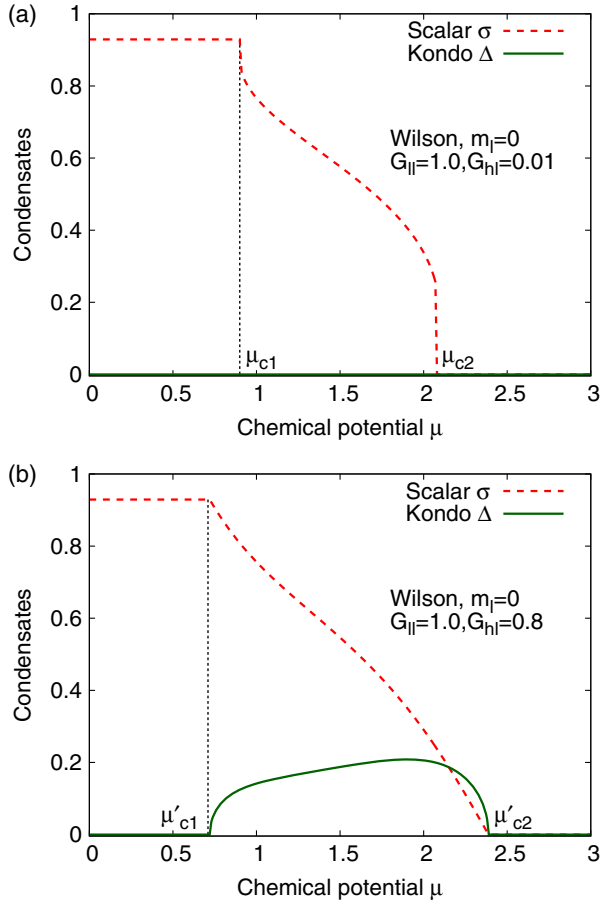 (a)
Scalar σ
Kondo Δ
Wilson, m_l=0
G_ll=1.0,G_hl=0.01
μ_c1
μ_c2
Condensates
1
0.8
0.6
0.4
0.2
0
0 0.5 1 1.5 2 2.5 3
Chemical potential μ
(b)
Scalar σ
Kondo Δ
Wilson, m_l=0
G_ll=1.0,G_hl=0.8
μ'_c1
μ'_c2
Condensates
1
0.8
0.6
0.4
0.2
0
0 0.5 1 1.5 2 2.5 3
Chemical potential μ